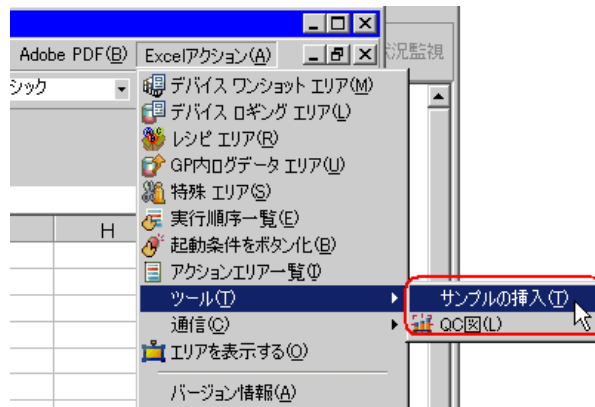 Adobe PDF(B) Excelアクション(A)
況監視
シック
デバイス ワンショット エリア(M)
デバイス ロギング エリア(L)
レシピ エリア(R)
GP内ログデータ エリア(U)
特殊 エリア(S)
実行順序一覧(E)
H
起動条件をボタン化(B)
アクションエリア一覧(I)
ツール(T)
サンプルの挿入(T)
通信(C)
QC図(L)
エリアを表示する(O)
バージョン情報(A)